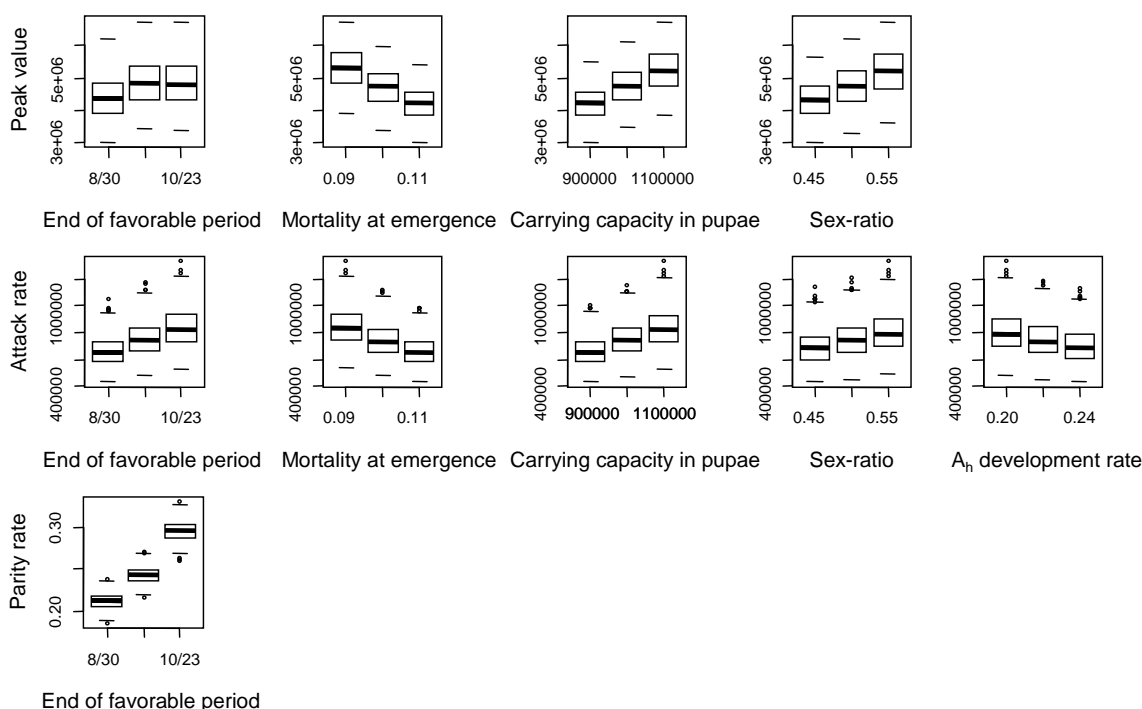 Peak value
3e+06 5e+06
8/30 10/23
End of favorable period
0.09 0.11
3e+06 5e+06
Mortality at emergence
3e+06 5e+06
900000 1100000
Carrying capacity in pupae
3e+06 5e+06
0.45 0.55
Sex-ratio
Attack rate
400000 1000000
8/30 10/23
End of favorable period
400000 1000000
0.09 0.11
Mortality at emergence
400000 1000000
900000 1100000
Carrying capacity in pupae
400000 1000000
0.45 0.55
Sex-ratio
400000 1000000
0.20 0.24
Ah development rate
Parity rate
0.20 0.30
8/30 10/23
End of favorable period